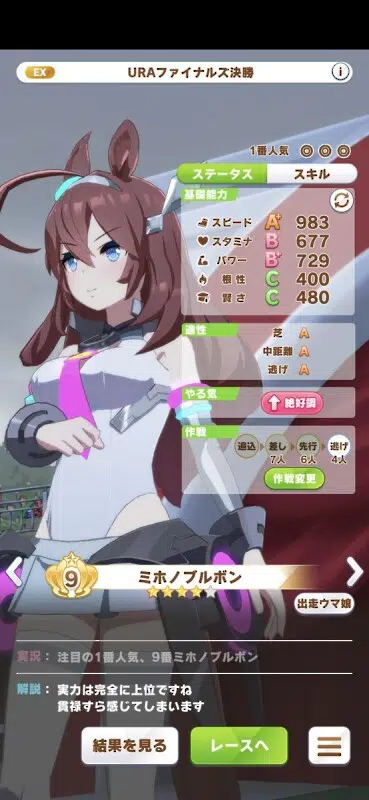 EX
URAファイナルズ決勝
i
1番人気 ◎ ◎ ◎
ステータス スキル
基礎能力
スピード A+ 983
スタミナ B 677
パワー B+ 729
根性 C 400
賢さ C 480
適性
芝 A
中距離 A
逃げ A
やる気
絶好調
作戦
追込 差し 先行 逃げ
7人 6人 4人
作戦変更
9 ミホノブルボン
出走ウマ娘
実況： 注目の1番人気、9番ミホノブルボン
解説： 実力は完全に上位ですね
貫禄すら感じてしまいます
結果を見る レースへ